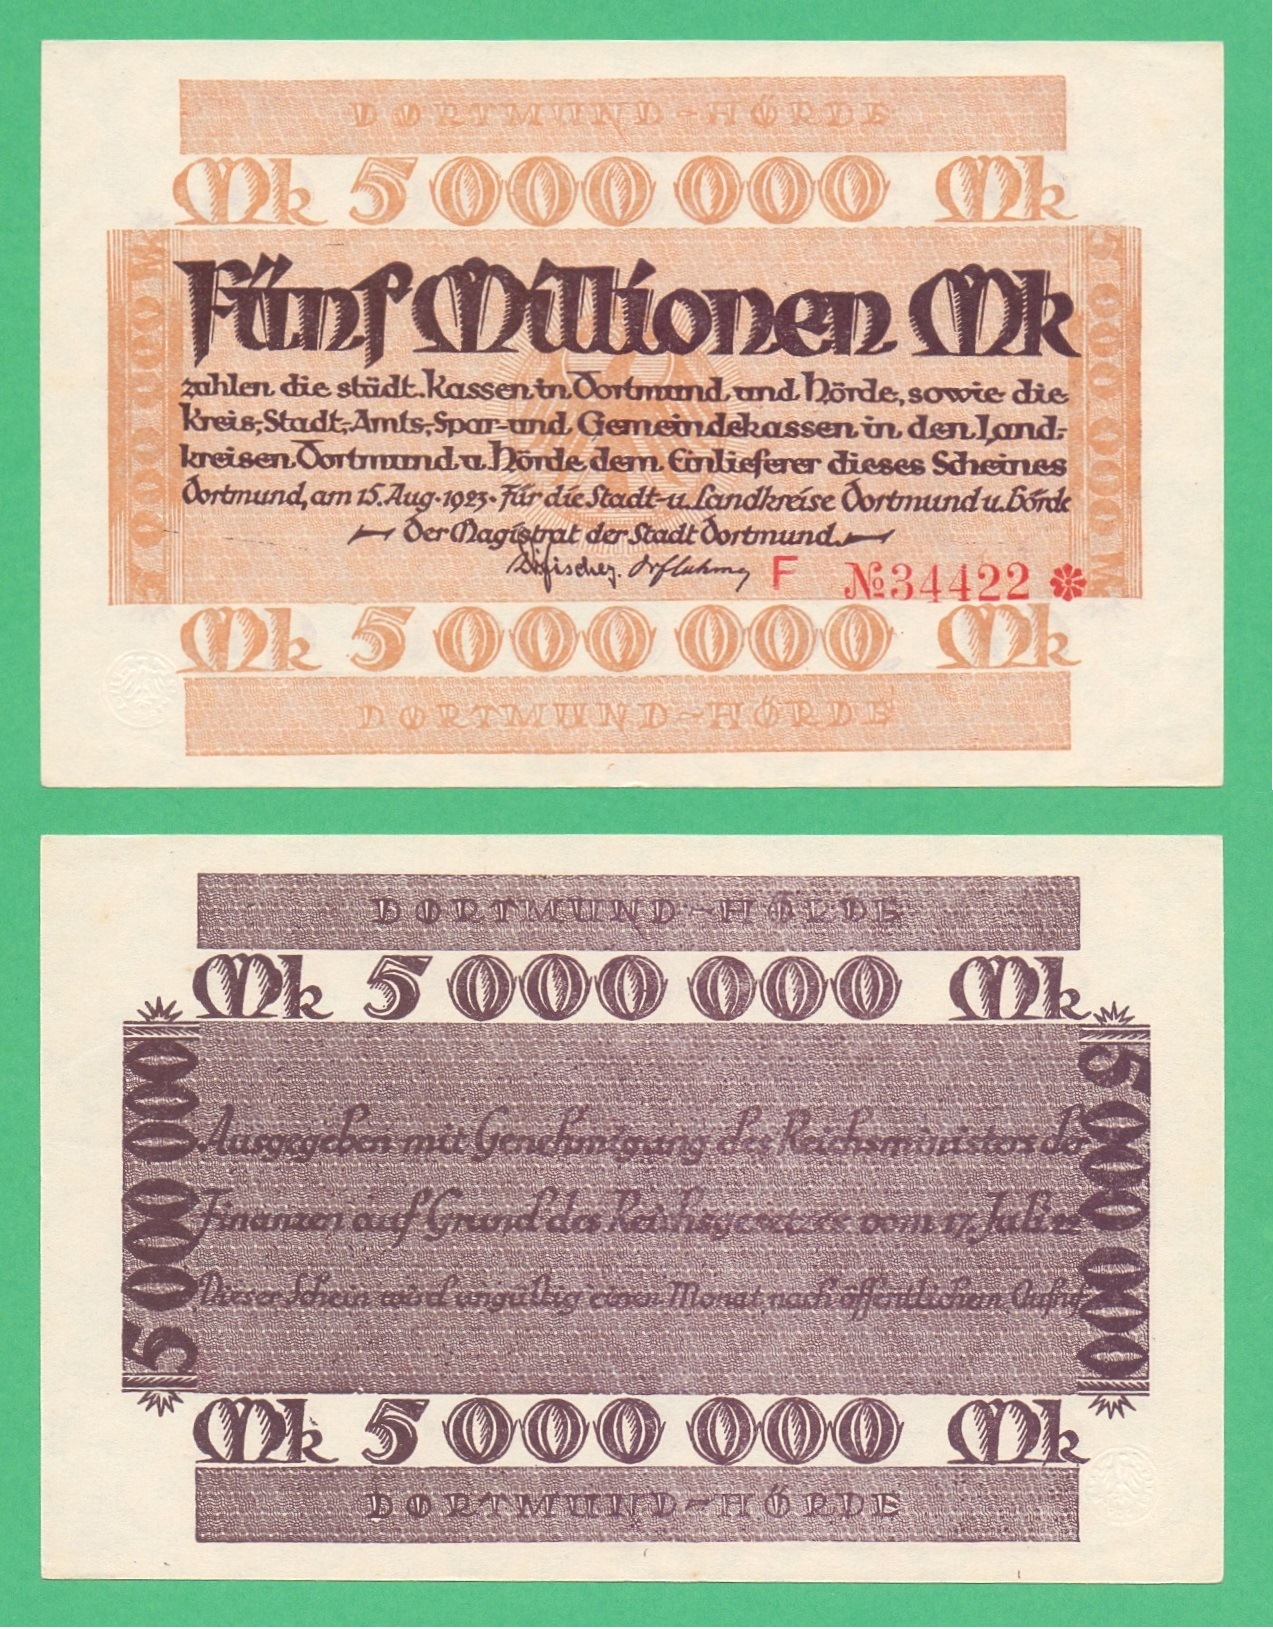 DORTMUND-HÖRDE
Mk 5 000 000 Mk
5 000 000 Mk
Fünf Millionen Mk
5 000 000 Mk
zahlen die städt. Kassen in Dortmund und Hörde, sowie die
Kreis-, Stadt-, Amts-, Spar- und Gemeindekassen in den Land-
kreisen Dortmund u. Hörde dem Einlieferer dieses Scheines
Dortmund, am 15. Aug. 1923. Für die Stadt- u. Landkreise Dortmund u. Hörde
Der Magistrat der Stadt Dortmund.
F №34422
Mk 5 000 000 Mk
DORTMUND-HÖRDE
DORTMUND-HÖRDE
Mk 5 000 000 Mk
5 000 000
Ausgegeben mit Genehmigung des Reichsministers der
Finanzen auf Grund des Reichsgesetzes vom 17. Juli 22
Dieser Schein wird ungültig einen Monat nach öffentlichem Aufruf
5 000 000
Mk 5 000 000 Mk
DORTMUND-HÖRDE